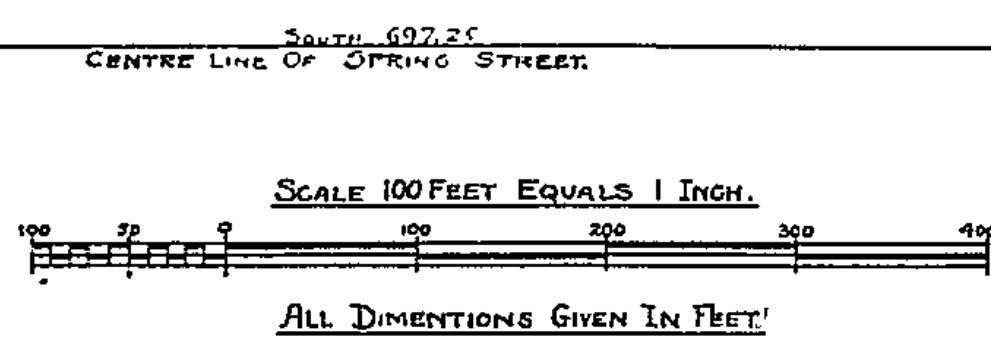 SOUTH 697.25
CENTRE LINE OF SPRING STREET.
SCALE 100 FEET EQUALS 1 INCH.
100 50 0 100 200 300 400
ALL DIMENTIONS GIVEN IN FEET.